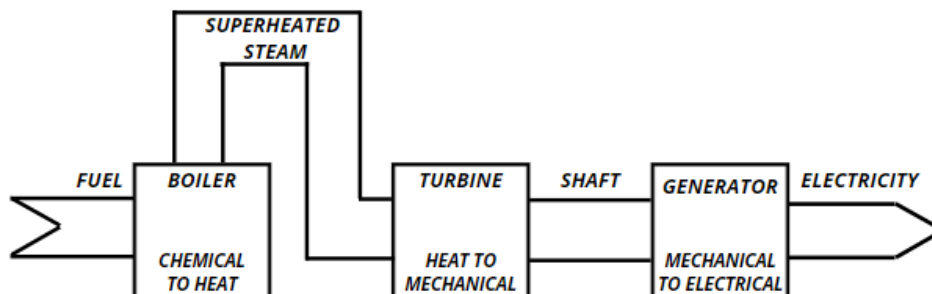 SUPERHEATED
STEAM
FUEL
BOILER
TURBINE
SHAFT
GENERATOR
ELECTRICITY
CHEMICAL
TO HEAT
HEAT TO
MECHANICAL
MECHANICAL
TO ELECTRICAL